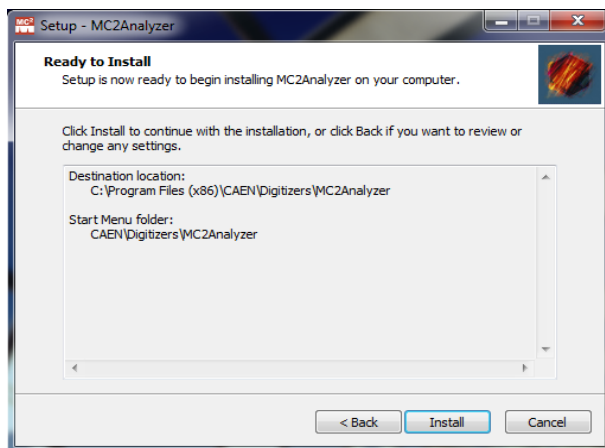 MC²
Setup - MC2Analyzer
Ready to Install
Setup is now ready to begin installing MC2Analyzer on your computer.
Click Install to continue with the installation, or click Back if you want to review or
change any settings.
Destination location:
C:\Program Files (x86)\CAEN\Digitizers\MC2Analyzer
Start Menu folder:
CAEN\Digitizers\MC2Analyzer
< Back
Install
Cancel